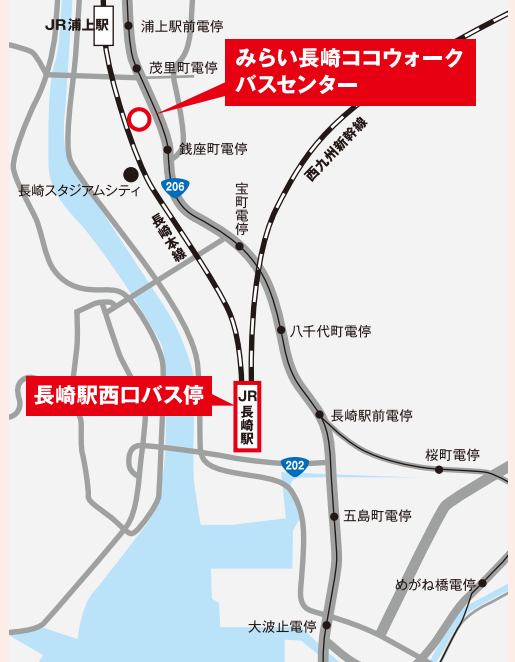 JR浦上駅
浦上駅前電停
みらい長崎ココウォーク
バスセンター
茂里町電停
銭座町電停
西九州新幹線
長崎スタジアムシティ
206
宝町電停
長崎本線
八千代町電停
長崎駅西口バス停
JR
長崎駅
長崎駅前電停
桜町電停
202
五島町電停
めがね橋電停
大波止電停